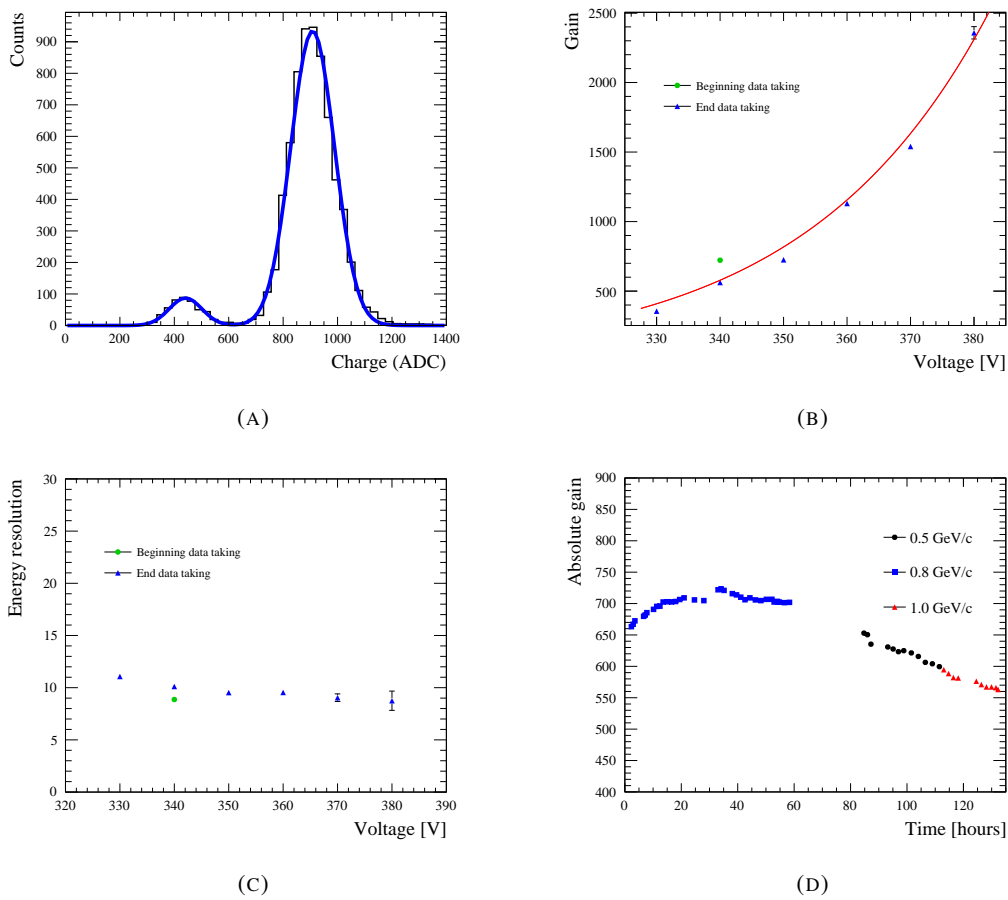 Counts
900
800
700
600
500
400
300
200
100
0
0 200 400 600 800 1000 1200 1400
Charge (ADC)
(A)
Gain
2500
2000
1500
1000
500
Beginning data taking
End data taking
330 340 350 360 370 380
Voltage [V]
(B)
Energy resolution
30
25
20
15
10
5
0
Beginning data taking
End data taking
320 330 340 350 360 370 380 390
Voltage [V]
(C)
Absolute gain
900
850
800
750
700
650
600
550
500
450
400
0.5 GeV/c
0.8 GeV/c
1.0 GeV/c
0 20 40 60 80 100 120
Time [hours]
(D)